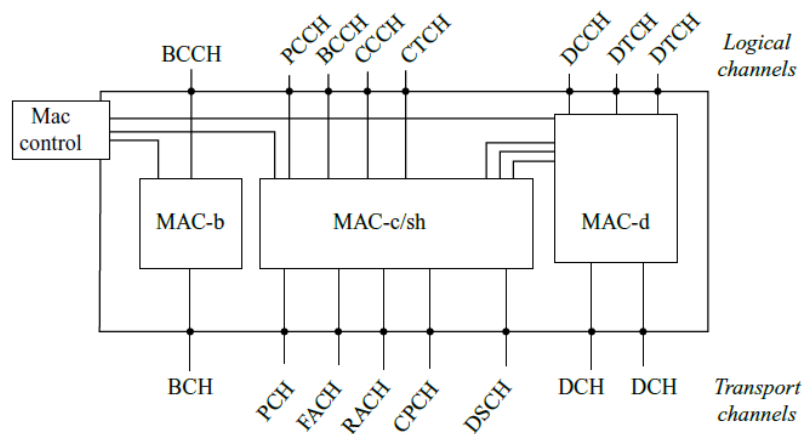 BCCH
PCCH
BCCH
CCCH
CTCH
DCCH
DTCH
DTCH
Logical
channels
Mac
control
MAC-b
MAC-c/sh
MAC-d
BCH
PCH
FACH
RACH
CPCH
DSCH
DCH
DCH
Transport
channels